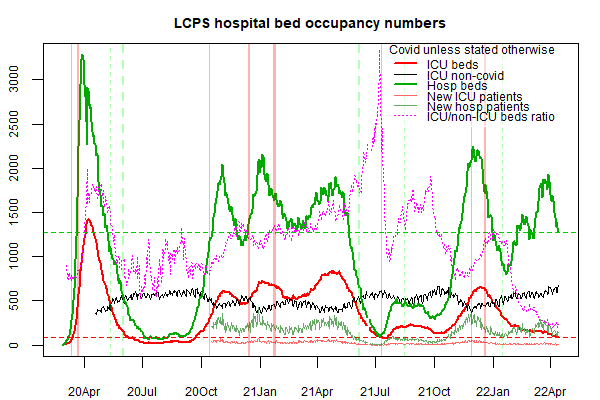 LCPS hospital bed occupancy numbers
Covid unless stated otherwise
ICU beds
ICU non-covid
Hosp beds
New ICU patients
New hosp patients
ICU/non-ICU beds ratio
3000
2500
2000
1500
1000
500
0
20Apr 20Jul 20Oct 21Jan 21Apr 21Jul 21Oct 22Jan 22Apr